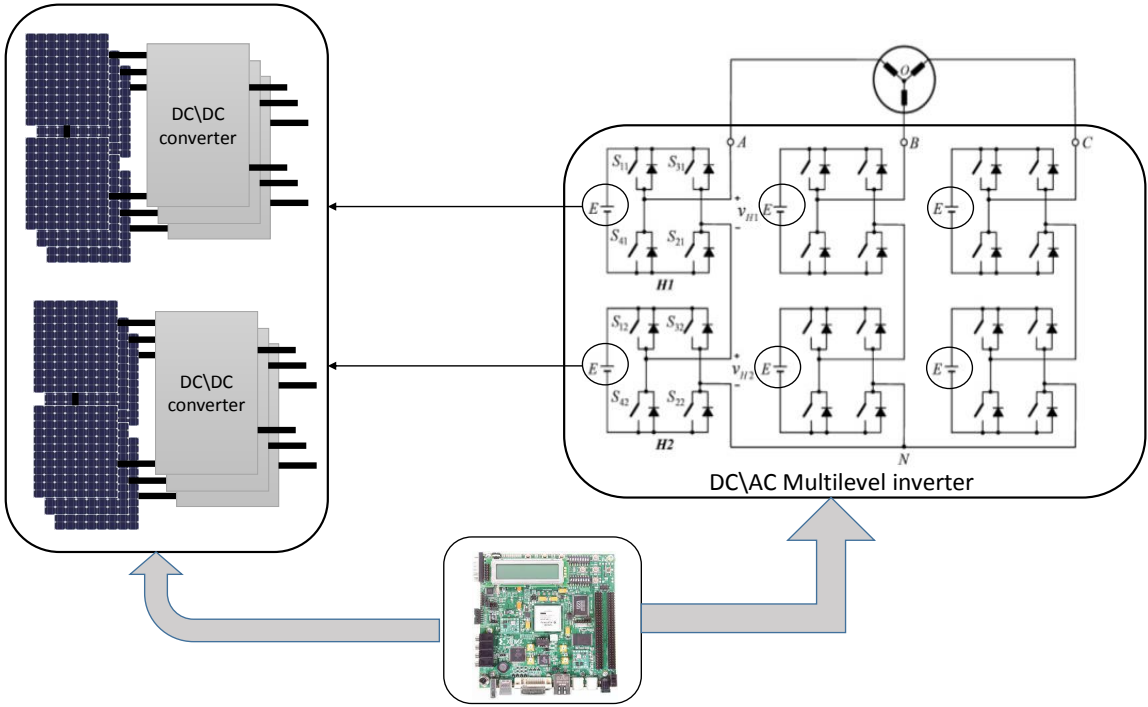 DC\DC
converter
DC\DC
converter
O
A
B
C
S11
S31
E
S41
S21
H1
+
vH1
−
E
E
S12
S32
E
S42
S22
H2
+
vH2
−
E
E
N
DC\AC Multilevel inverter